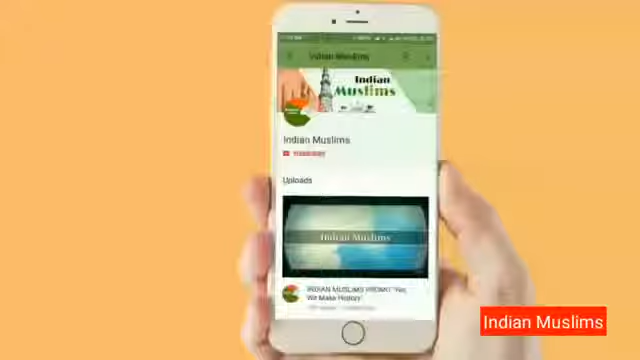 Indian Muslims
Indian
Muslims
Indian Muslims
Uploads
Indian Muslims
INDIAN MUSLIMS PROMO "Yes,
We Make History"
Indian Muslims